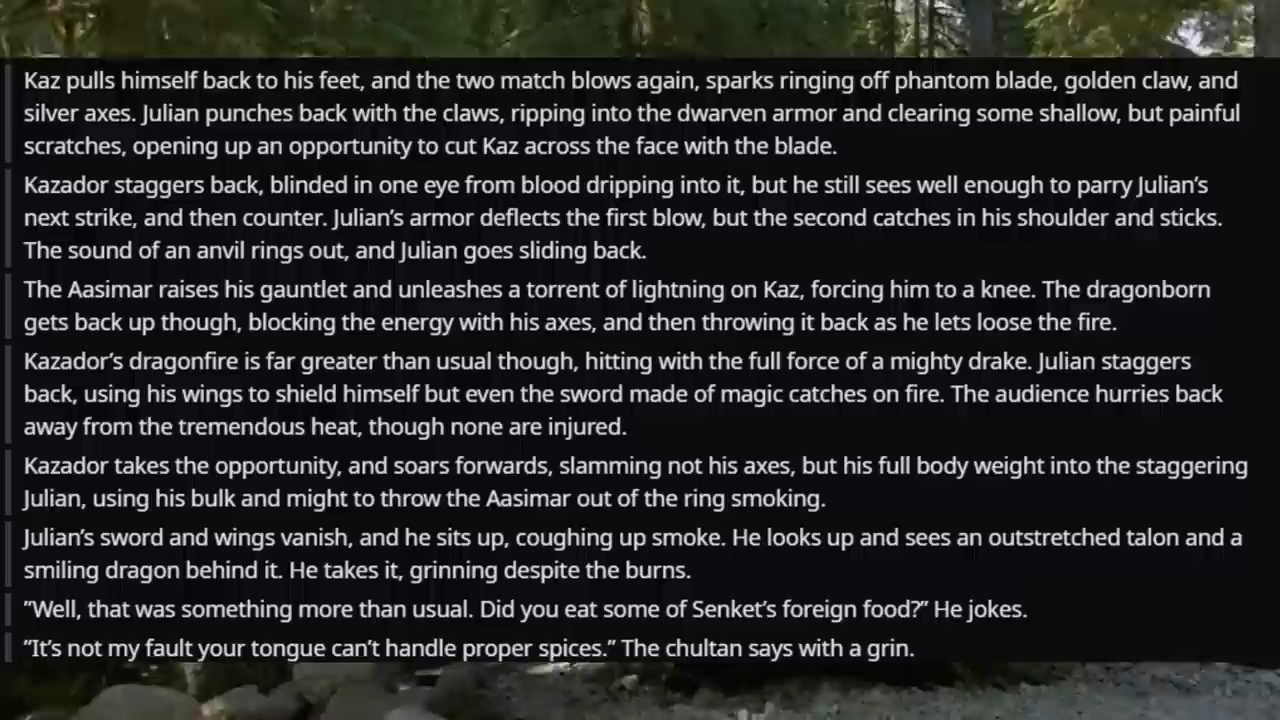 Kaz pulls himself back to his feet, and the two match blows again, sparks ringing off phantom blade, golden claw, and
silver axes. Julian punches back with the claws, ripping into the dwarven armor and clearing some shallow, but painful
scratches, opening up an opportunity to cut Kaz across the face with the blade.
Kazador staggers back, blinded in one eye from blood dripping into it, but he still sees well enough to parry Julian’s
next strike, and then counter. Julian’s armor deflects the first blow, but the second catches in his shoulder and sticks.
The sound of an anvil rings out, and Julian goes sliding back.
The Aasimar raises his gauntlet and unleashes a torrent of lightning on Kaz, forcing him to a knee. The dragonborn
gets back up though, blocking the energy with his axes, and then throwing it back as he lets loose the fire.
Kazador’s dragonfire is far greater than usual though, hitting with the full force of a mighty drake. Julian staggers
back, using his wings to shield himself but even the sword made of magic catches on fire. The audience hurries back
away from the tremendous heat, though none are injured.
Kazador takes the opportunity, and soars forwards, slamming not his axes, but his full body weight into the staggering
Julian, using his bulk and might to throw the Aasimar out of the ring smoking.
Julian’s sword and wings vanish, and he sits up, coughing up smoke. He looks up and sees an outstretched talon and a
smiling dragon behind it. He takes it, grinning despite the burns.
”Well, that was something more than usual. Did you eat some of Senket’s foreign food?” He jokes.
”It’s not my fault your tongue can’t handle proper spices.” The chultan says with a grin.